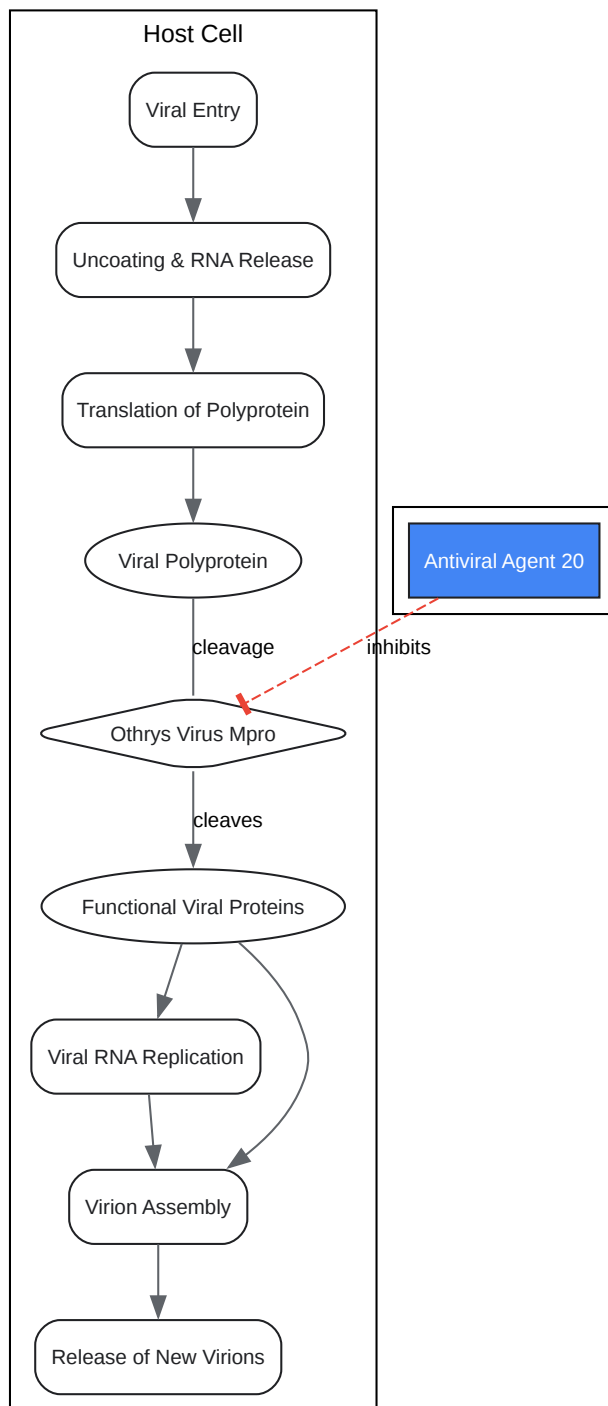 Host Cell
Viral Entry
Uncoating & RNA Release
Translation of Polyprotein
Viral Polyprotein
Antiviral Agent 20
cleavage
inhibits
Othrys Virus Mpro
cleaves
Functional Viral Proteins
Viral RNA Replication
Virion Assembly
Release of New Virions